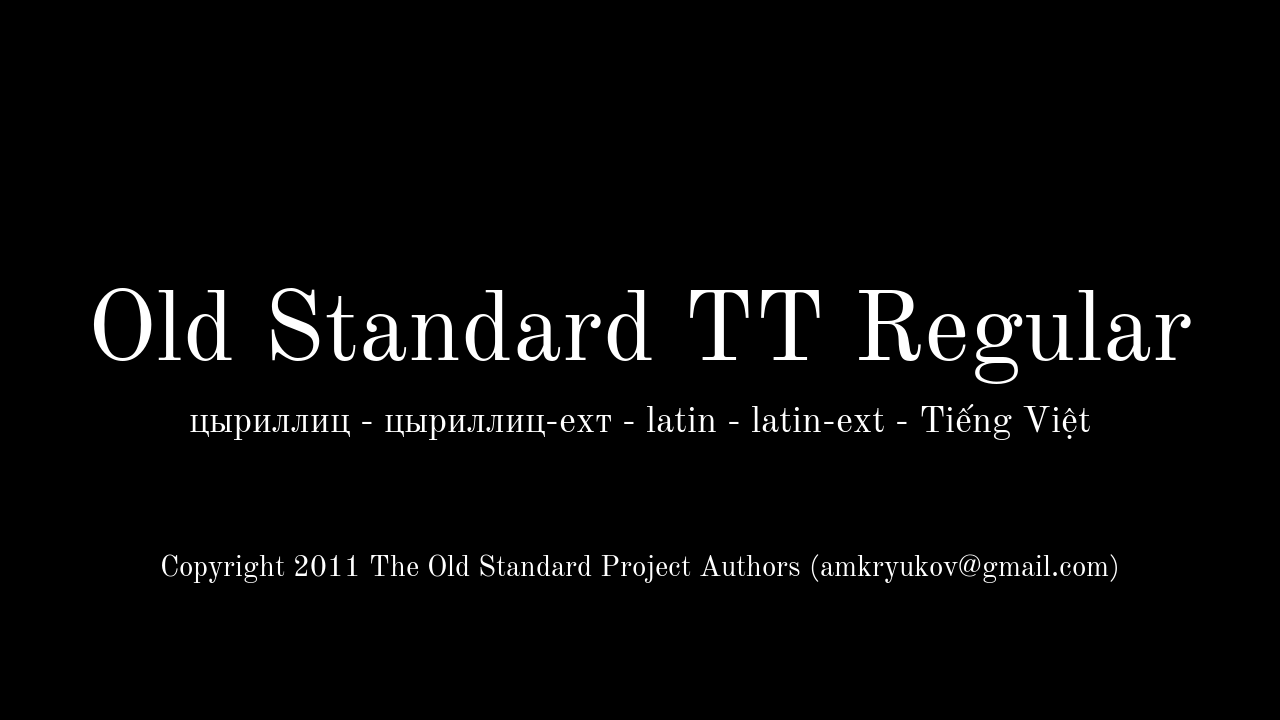 Old Standard TT Regular
цыриллиц - цыриллиц-ехт - latin - latin-ext - Tiếng Việt
Copyright 2011 The Old Standard Project Authors (amkryukov@gmail.com)